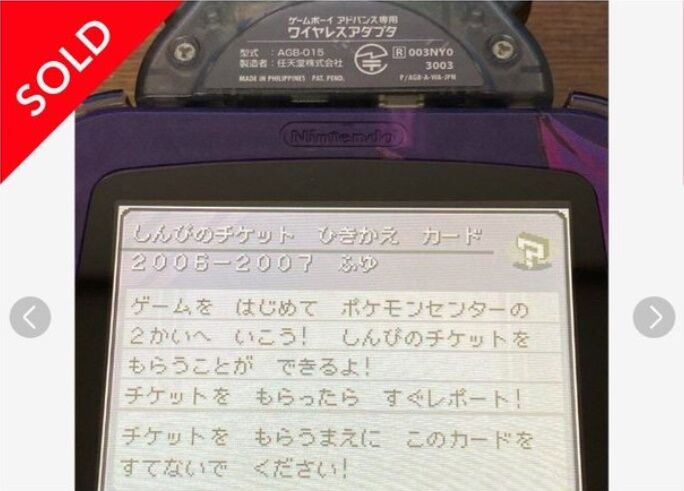 SOLD
ゲームボーイ アドバンス専用
ワイヤレスアダプタ
型式 : AGB-015
製造者 : 任天堂株式会社
R 003NY0
3003
MADE IN PHILIPPINES PAT. PEND.
P/AGB-A-WA-JPN
Nintendo
しんぴのチケット ひきかえ カード
2006-2007 ふゆ
ゲームを はじめて ポケモンセンターの
2かいへ いこう! しんぴのチケットを
もらうことが できるよ!
チケットを もらったら すぐレポート!
チケットを もらうまえに このカードを
すてないで ください!